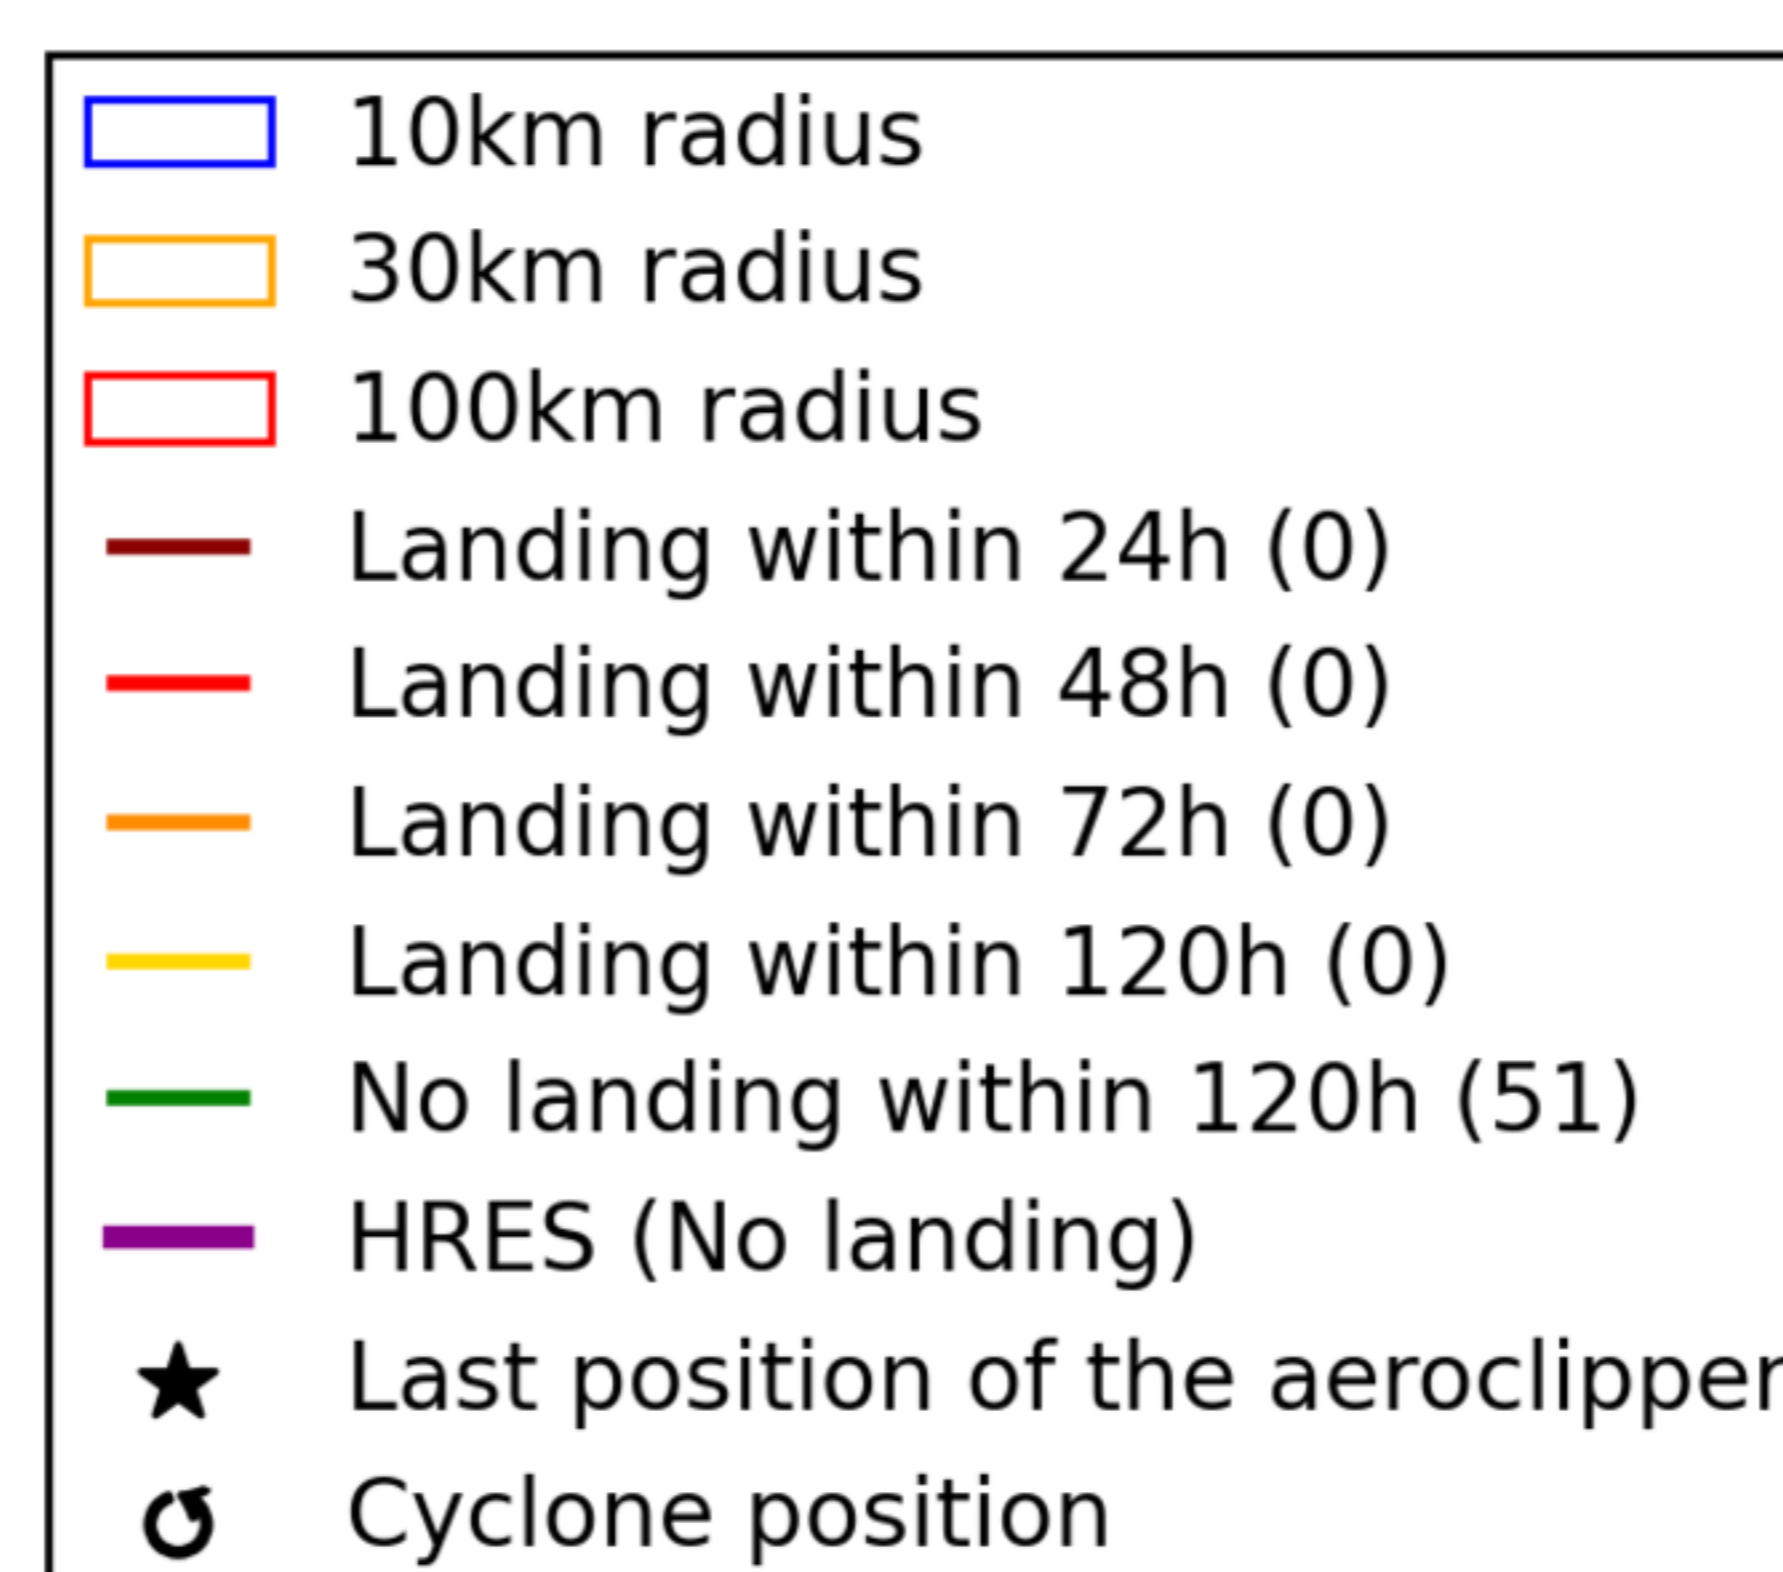 10km radius
30km radius
100km radius
Landing within 24h (0)
Landing within 48h (0)
Landing within 72h (0)
Landing within 120h (0)
No landing within 120h (51)
HRES (No landing)
Last position of the aeroclipper
Cyclone position